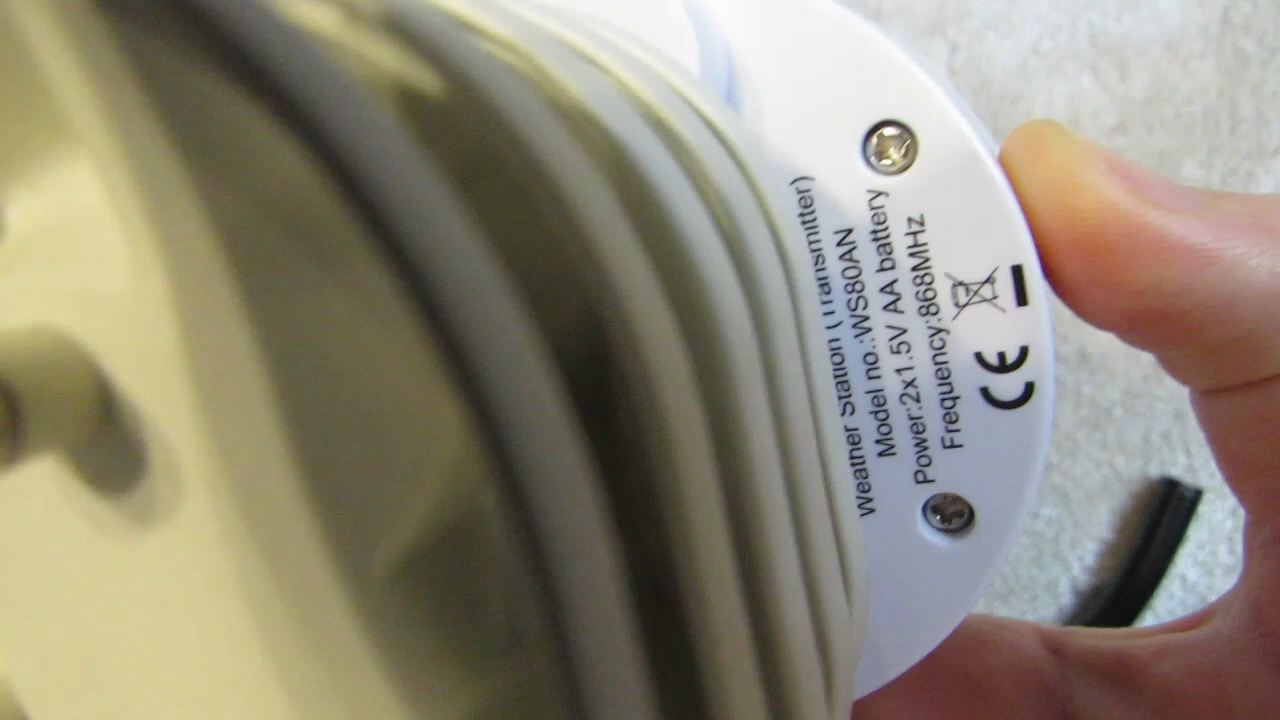 Weather Station (Transmitter)
Model no.:WS80AN
Power:2x1.5V AA battery
Frequency:868MHz
CE